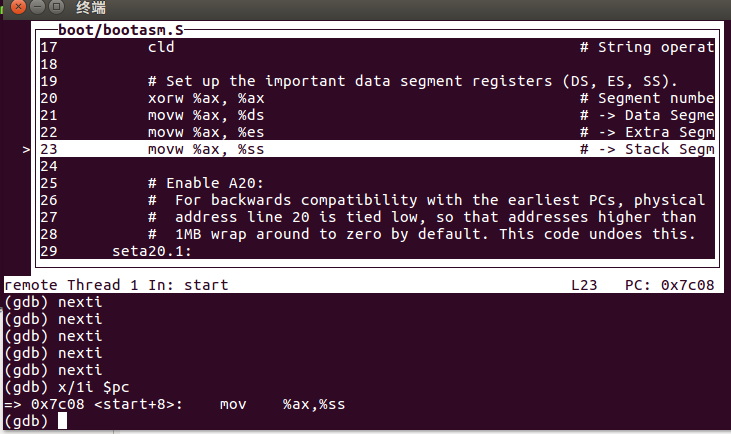 终端
boot/bootasm.S
17 cld # String operat
18
19 # Set up the important data segment registers (DS, ES, SS).
20 xorw %ax, %ax # Segment numbe
21 movw %ax, %ds # -> Data Segme
22 movw %ax, %es # -> Extra Segm
> 23 movw %ax, %ss # -> Stack Segm
24
25 # Enable A20:
26 # For backwards compatibility with the earliest PCs, physical
27 # address line 20 is tied low, so that addresses higher than
28 # 1MB wrap around to zero by default. This code undoes this.
29 seta20.1:
remote Thread 1 In: start L23 PC: 0x7c08
(gdb) nexti
(gdb) nexti
(gdb) nexti
(gdb) nexti
(gdb) nexti
(gdb) x/1i $pc
=> 0x7c08 <start+8>: mov %ax,%ss
(gdb)